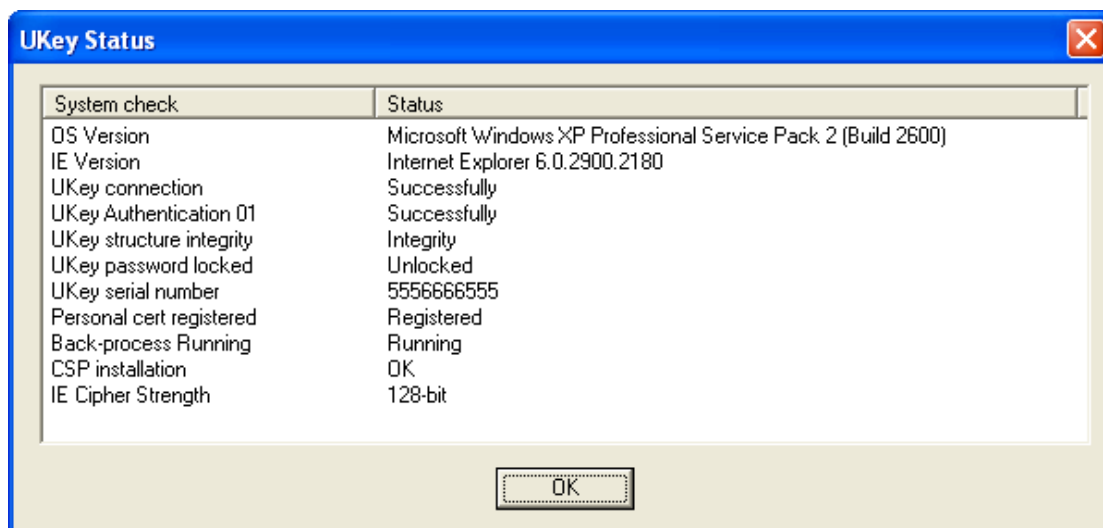 UKey Status
System check Status
OS Version Microsoft Windows XP Professional Service Pack 2 (Build 2600)
IE Version Internet Explorer 6.0.2900.2180
UKey connection Successfully
UKey Authentication 01 Successfully
UKey structure integrity Integrity
UKey password locked Unlocked
UKey serial number 5556666555
Personal cert registered Registered
Back-process Running Running
CSP installation OK
IE Cipher Strength 128-bit
OK